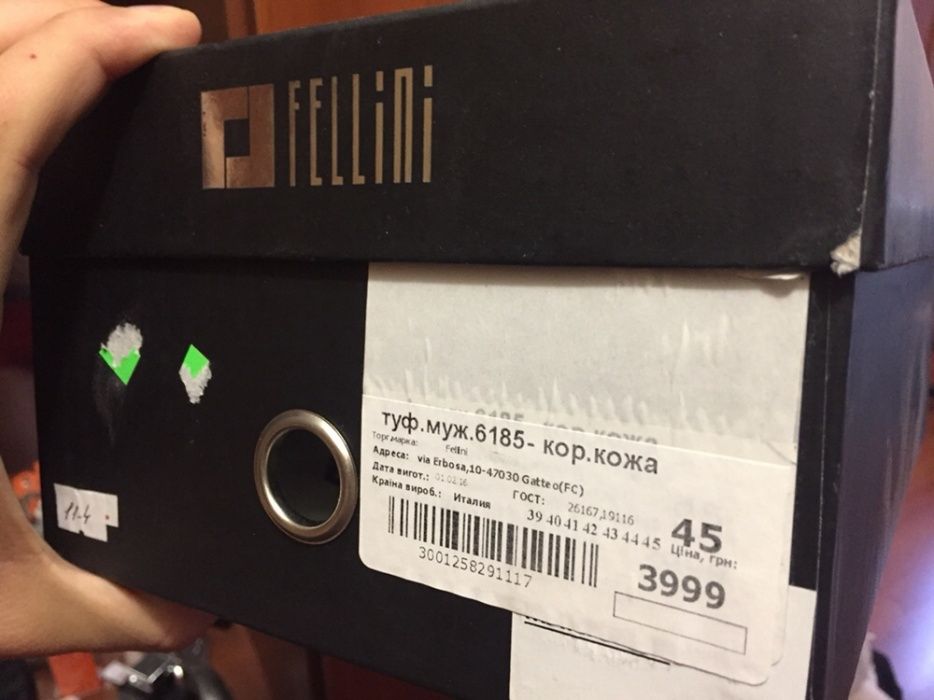 FELLINI
туф.муж.6185- кор.кожа
Торг.марка: Fellini
Адреса: via Erbosa,10-47030 Gatteo(FC)
Дата вигот.: 01.02.16
Країна вироб.: Италия ГОСТ: 26167,19116
39 40 41 42 43 44 45
45
Ціна, грн:
3999
3001258291117
11-4